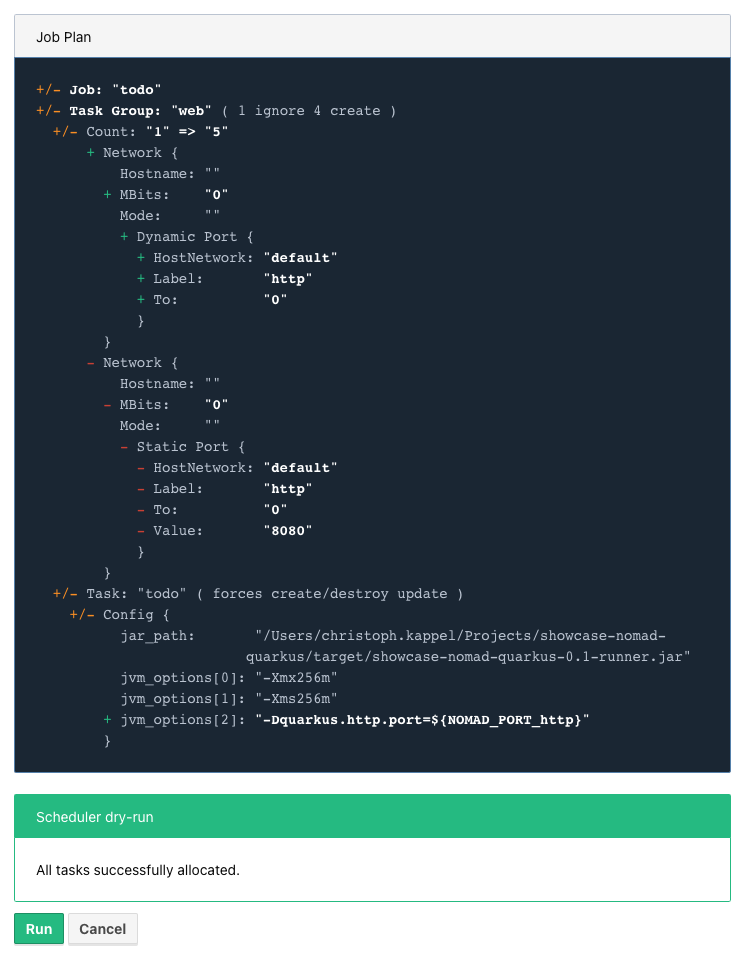 Job Plan
+/- Job: "todo"
+/- Task Group: "web" ( 1 ignore 4 create )
+/- Count: "1" => "5"
+ Network {
Hostname: ""
+ MBits: "0"
Mode: ""
+ Dynamic Port {
+ HostNetwork: "default"
+ Label: "http"
+ To: "0"
}
}
- Network {
Hostname: ""
- MBits: "0"
Mode: ""
- Static Port {
- HostNetwork: "default"
- Label: "http"
- To: "0"
- Value: "8080"
}
}
+/- Task: "todo" ( forces create/destroy update )
+/- Config {
jar_path: "/Users/christoph.kappel/Projects/showcase-nomad-
quarkus/target/showcase-nomad-quarkus-0.1-runner.jar"
jvm_options[0]: "-Xmx256m"
jvm_options[1]: "-Xms256m"
+ jvm_options[2]: "-Dquarkus.http.port=${NOMAD_PORT_http}"
}
Scheduler dry-run
All tasks successfully allocated.
Run Cancel